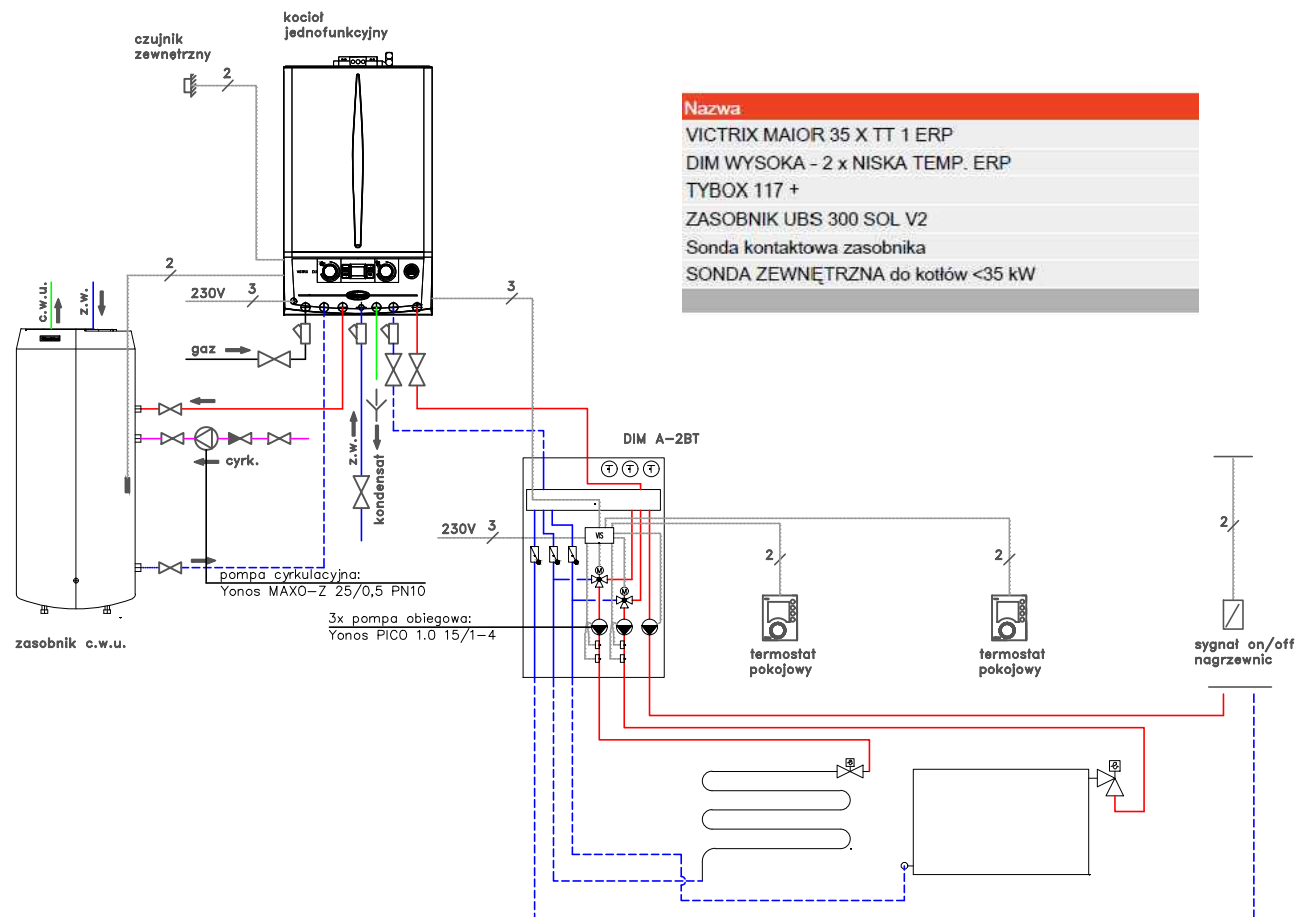 kocioł
jednofunkcyjny
czujnik
zewnętrzny
2
Nazwa
VICTRIX MAIOR 35 X TT 1 ERP
DIM WYSOKA - 2 x NISKA TEMP. ERP
TYBOX 117 +
ZASOBNIK UBS 300 SOL V2
Sonda kontaktowa zasobnika
SONDA ZEWNĘTRZNA do kotłów <35 kW
2
230V 3
3
c.w.u.
z.w.
gaz
z.w.
kondensat
cyrk.
DIM A-2BT
230V 3
VIS
M
M
2
2
2
pompa cyrkulacyjna:
Yonos MAXO-Z 25/0,5 PN10
3x pompa obiegowa:
Yonos PICO 1.0 15/1-4
zasobnik c.w.u.
termostat
pokojowy
termostat
pokojowy
sygnał on/off
nagrzewnic